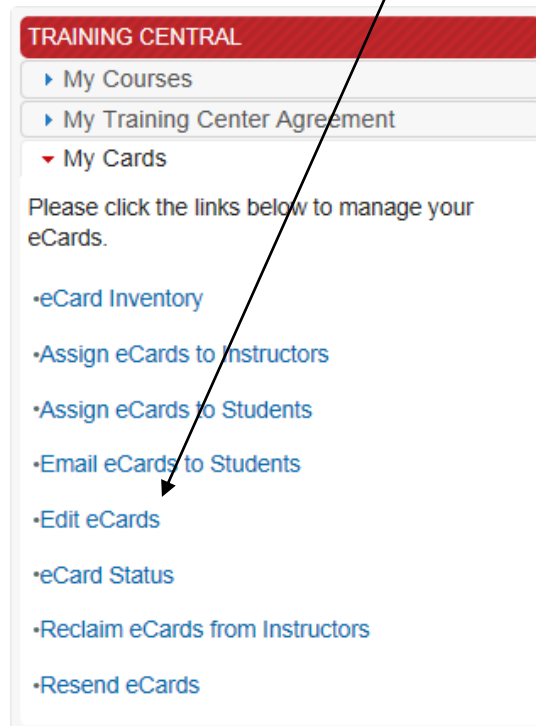 TRAINING CENTRAL
My Courses
My Training Center Agreement
My Cards
Please click the links below to manage your
eCards.
•eCard Inventory
•Assign eCards to Instructors
•Assign eCards to Students
•Email eCards to Students
•Edit eCards
•eCard Status
•Reclaim eCards from Instructors
•Resend eCards